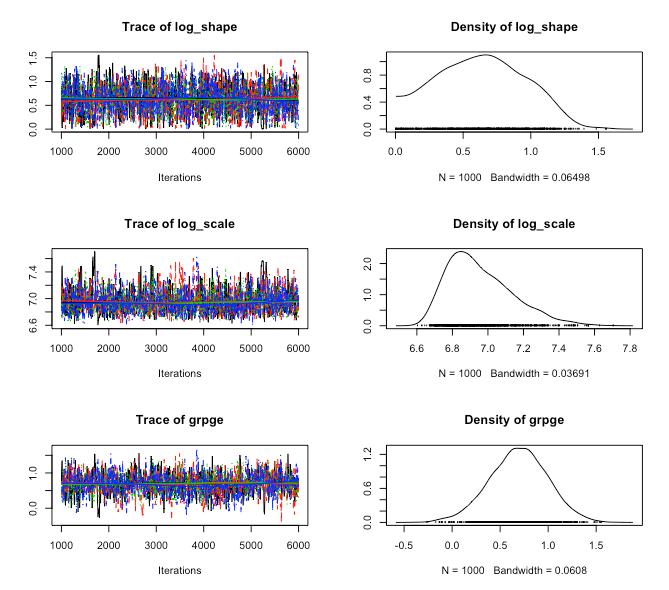 Trace of log_shape
0.0 0.5 1.0 1.5
1000 2000 3000 4000 5000 6000
Iterations
Density of log_shape
0.0 0.4 0.8
0.0 0.5 1.0 1.5
N = 1000 Bandwidth = 0.06498
Trace of log_scale
6.6 7.0 7.4
1000 2000 3000 4000 5000 6000
Iterations
Density of log_scale
0.0 1.0 2.0
6.6 6.8 7.0 7.2 7.4 7.6 7.8
N = 1000 Bandwidth = 0.03691
Trace of grpge
0.0 1.0
1000 2000 3000 4000 5000 6000
Iterations
Density of grpge
0.0 0.6 1.2
-0.5 0.0 0.5 1.0 1.5
N = 1000 Bandwidth = 0.0608